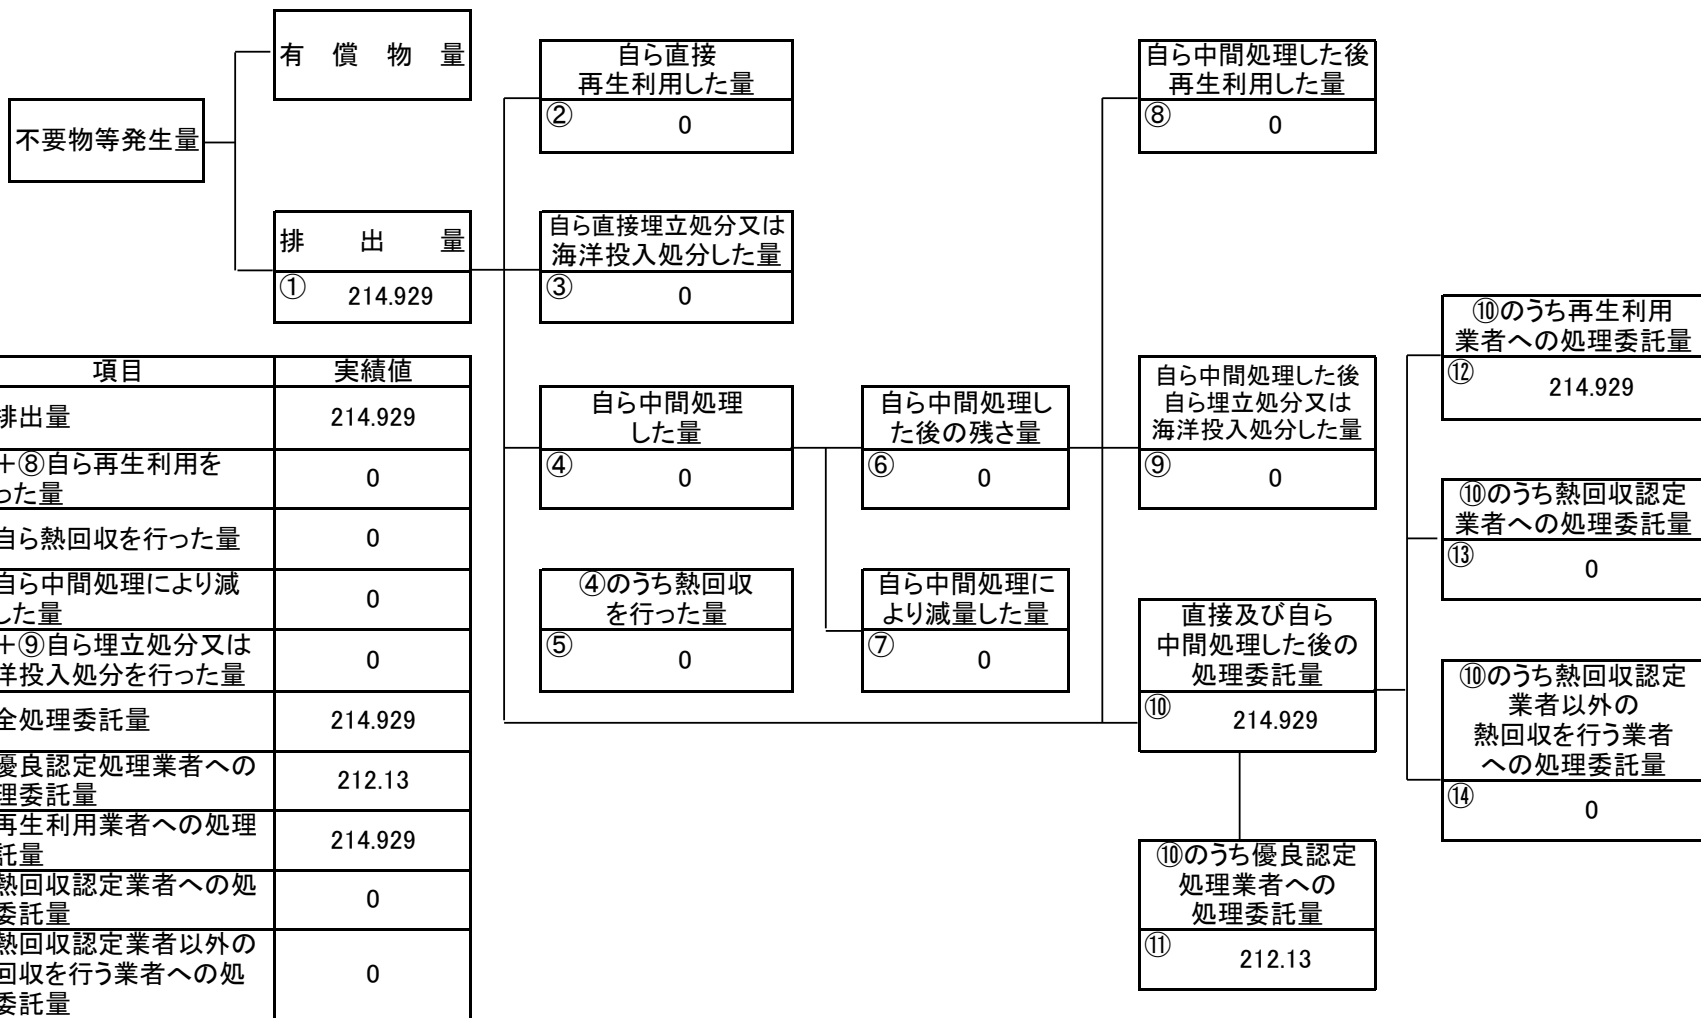 有償物量
不要物等発生量
排出量
① 214.929
自ら直接
再生利用した量
② 0
自ら直接埋立処分又は
海洋投入処分した量
③ 0
自ら中間処理
した量
④ 0
④のうち熱回収
を行った量
⑤ 0
自ら中間処理し
た後の残さ量
⑥ 0
自ら中間処理に
より減量した量
⑦ 0
自ら中間処理した後
再生利用した量
⑧ 0
自ら中間処理した後
自ら埋立処分又は
海洋投入処分した量
⑨ 0
直接及び自ら
中間処理した後の
処理委託量
⑩ 214.929
⑩のうち優良認定
処理業者への
処理委託量
⑪ 212.13
⑩のうち再生利用
業者への処理委託量
⑫ 214.929
⑩のうち熱回収認定
業者への処理委託量
⑬ 0
⑩のうち熱回収認定
業者以外の
熱回収を行う業者
への処理委託量
⑭ 0
項目 実績値
排出量 214.929
+⑧自ら再生利用を
った量 0
自ら熱回収を行った量 0
自ら中間処理により減
した量 0
+⑨自ら埋立処分又は
洋投入処分を行った量 0
全処理委託量 214.929
優良認定処理業者への
理委託量 212.13
再生利用業者への処理
託量 214.929
熱回収認定業者への処
委託量 0
熱回収認定業者以外の
回収を行う業者への処
委託量 0